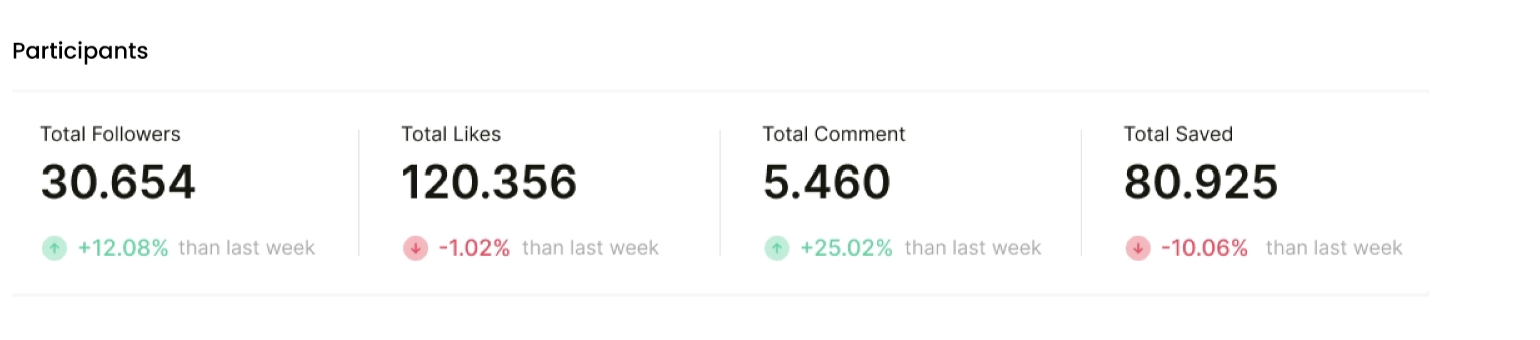 Participants
Total Followers
30.654
+12.08% than last week
Total Likes
120.356
-1.02% than last week
Total Comment
5.460
+25.02% than last week
Total Saved
80.925
-10.06% than last week